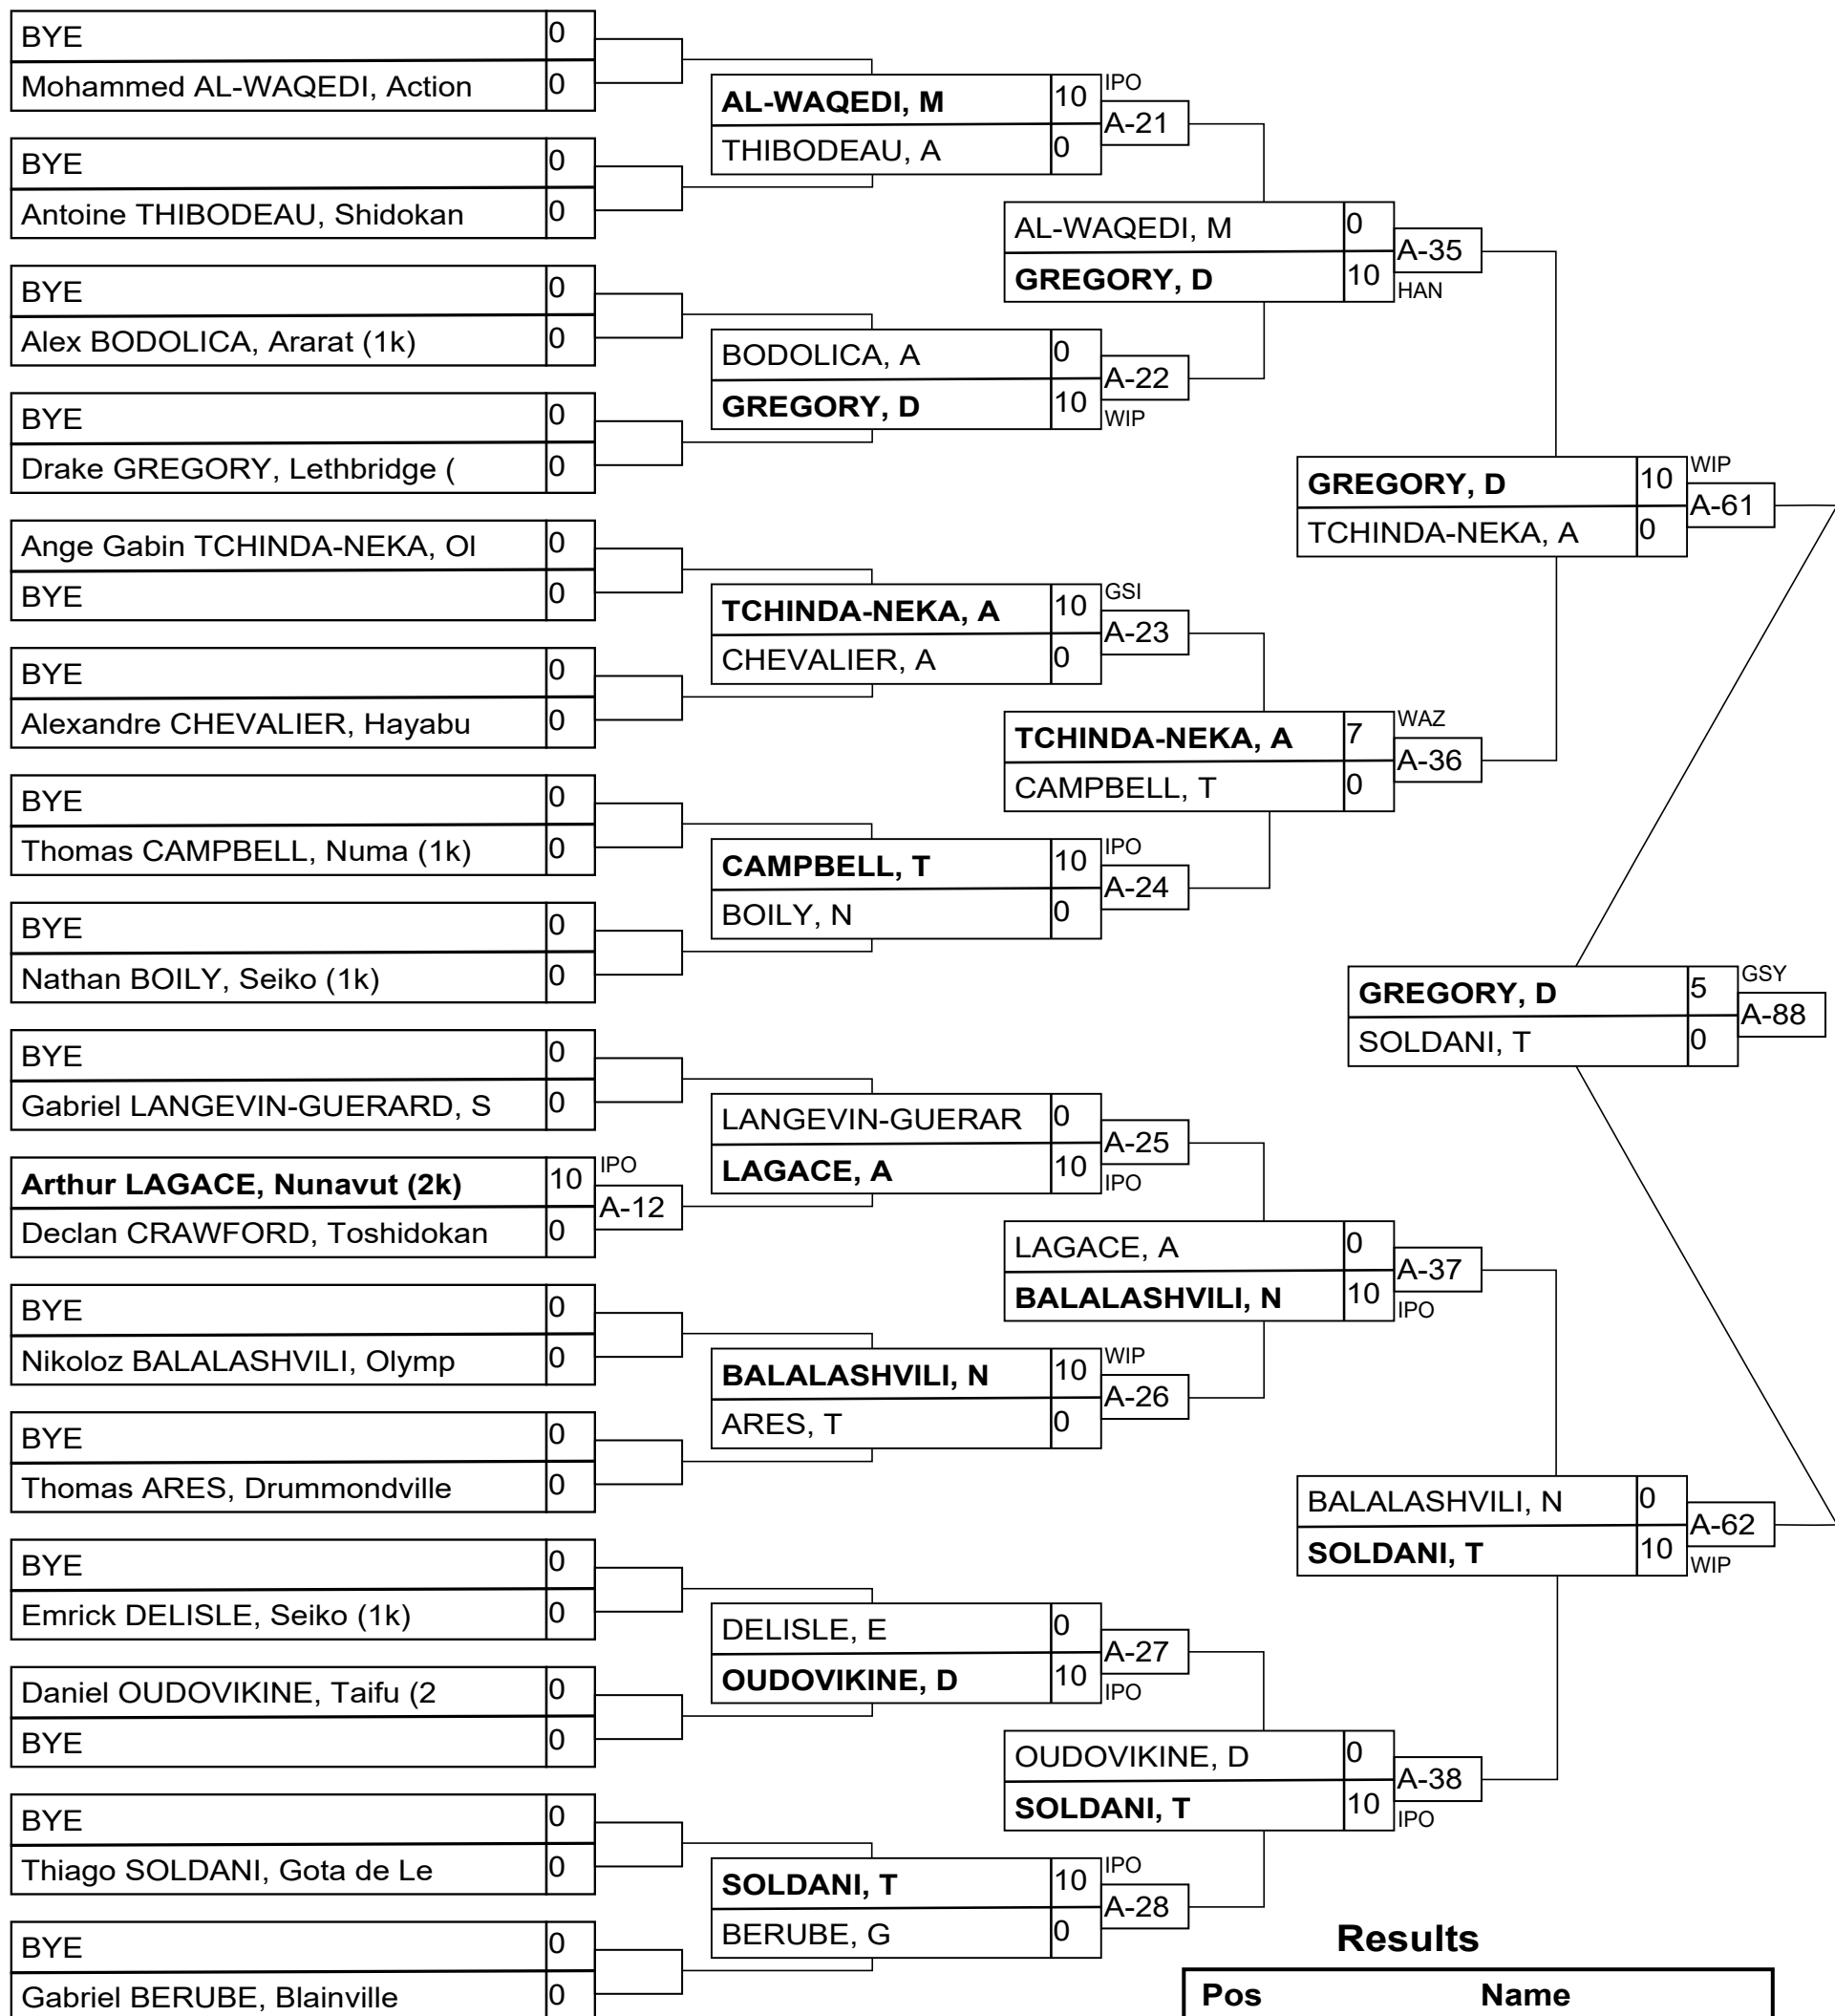 BYE 0
Mohammed AL-WAQEDI, Action 0
BYE 0
Antoine THIBODEAU, Shidokan 0
BYE 0
Alex BODOLICA, Ararat (1k) 0
BYE 0
Drake GREGORY, Lethbridge ( 0
Ange Gabin TCHINDA-NEKA, Ol 0
BYE 0
BYE 0
Alexandre CHEVALIER, Hayabu 0
BYE 0
Thomas CAMPBELL, Numa (1k) 0
BYE 0
Nathan BOILY, Seiko (1k) 0
BYE 0
Gabriel LANGEVIN-GUERARD, S 0
Arthur LAGACE, Nunavut (2k) 10 IPO
A-12
Declan CRAWFORD, Toshidokan 0
BYE 0
Nikoloz BALALASHVILI, Olymp 0
BYE 0
Thomas ARES, Drummondville 0
BYE 0
Emrick DELISLE, Seiko (1k) 0
Daniel OUDOVIKINE, Taifu (2 0
BYE 0
BYE 0
Thiago SOLDANI, Gota de Le 0
BYE 0
Gabriel BERUBE, Blainville 0
AL-WAQEDI, M 10 IPO
A-21
THIBODEAU, A 0
BODOLICA, A 0
A-22
GREGORY, D 10 WIP
TCHINDA-NEKA, A 10 GSI
A-23
CHEVALIER, A 0
CAMPBELL, T 10 IPO
A-24
BOILY, N 0
LANGEVIN-GUERAR 0
A-25
LAGACE, A 10 IPO
BALALASHVILI, N 10 WIP
A-26
ARES, T 0
DELISLE, E 0
A-27
OUDOVIKINE, D 10 IPO
SOLDANI, T 10 IPO
A-28
BERUBE, G 0
AL-WAQEDI, M 0
A-35
GREGORY, D 10 HAN
TCHINDA-NEKA, A 7 WAZ
A-36
CAMPBELL, T 0
LAGACE, A 0
A-37
BALALASHVILI, N 10 IPO
OUDOVIKINE, D 0
A-38
SOLDANI, T 10 IPO
GREGORY, D 10 WIP
A-61
TCHINDA-NEKA, A 0
BALALASHVILI, N 0
A-62
SOLDANI, T 10 WIP
GREGORY, D 5 GSY
A-88
SOLDANI, T 0
Results
Pos Name